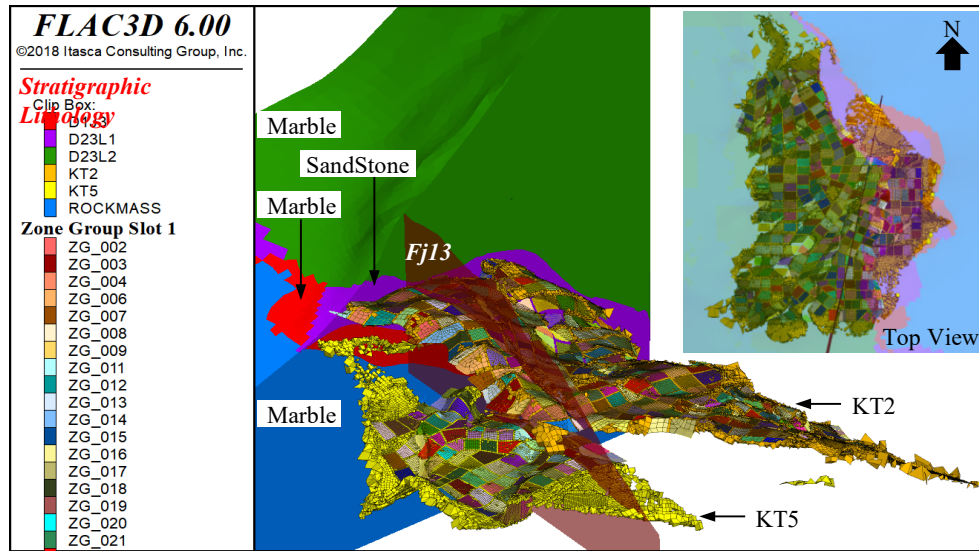 FLAC3D 6.00
©2018 Itasca Consulting Group, Inc.
Stratigraphic
Lithology
Clip Box:
D23L1
D23L2
KT2
KT5
ROCKMASS
Zone Group Slot 1
ZG_002
ZG_003
ZG_004
ZG_006
ZG_007
ZG_008
ZG_009
ZG_011
ZG_012
ZG_013
ZG_014
ZG_015
ZG_016
ZG_017
ZG_018
ZG_019
ZG_020
ZG_021
Marble
SandStone
Marble
Fj13
Marble
KT2
KT5
N
Top View